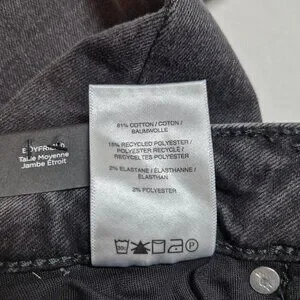 BOYFRIEND
Taille Moyenne
Jambe Étroit
81% COTTON / COTON /
BAUMWOLLE
15% RECYCLED POLYESTER /
POLYESTER RECYCLÉ /
RECYCELTES POLYESTER
2% ELASTANE / ÉLASTHANNE /
ELASTHAN
2% POLYESTER
30
P